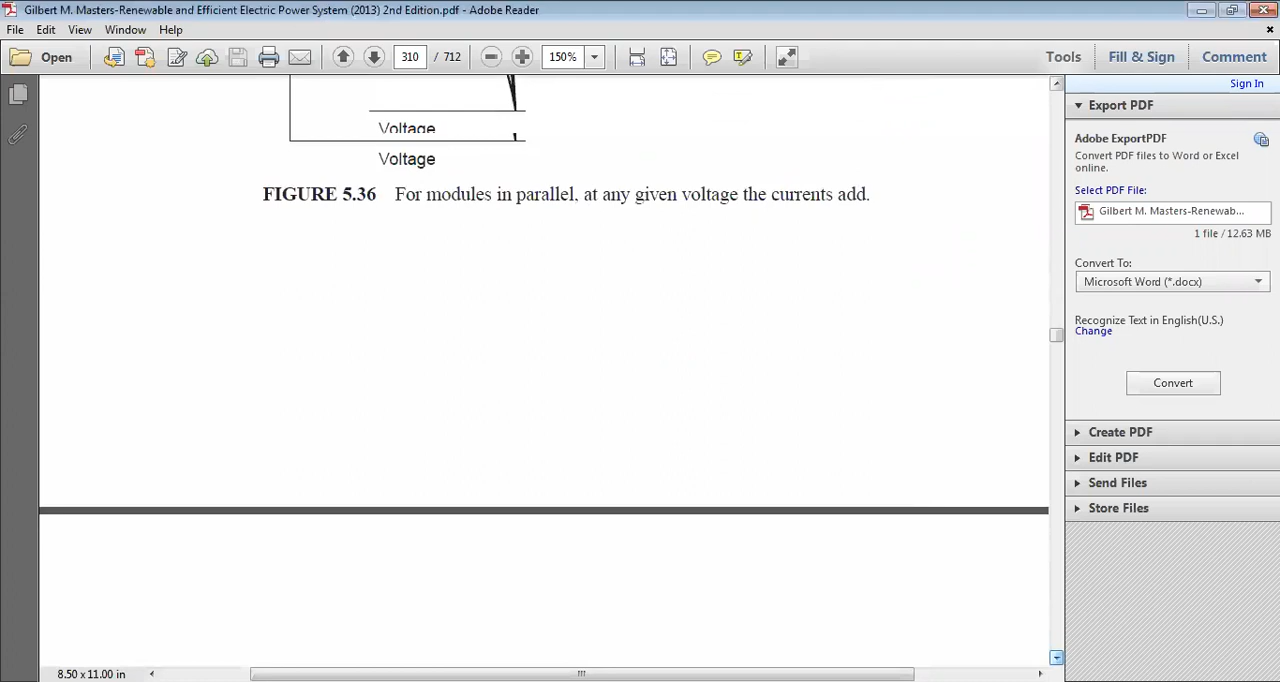 Gilbert M. Masters-Renewable and Efficient Electric Power System (2013) 2nd Edition.pdf - Adobe Reader
File Edit View Window Help
Open 310 / 712 150% Tools Fill & Sign Comment
Sign In
Export PDF
Adobe ExportPDF
Convert PDF files to Word or Excel
online.
Select PDF File:
Gilbert M. Masters-Renewab...
1 file / 12.63 MB
Convert To:
Microsoft Word (*.docx)
Recognize Text in English(U.S.)
Change
Convert
Create PDF
Edit PDF
Send Files
Store Files
Voltage
Voltage
FIGURE 5.36 For modules in parallel, at any given voltage the currents add.
8.50 x 11.00 in